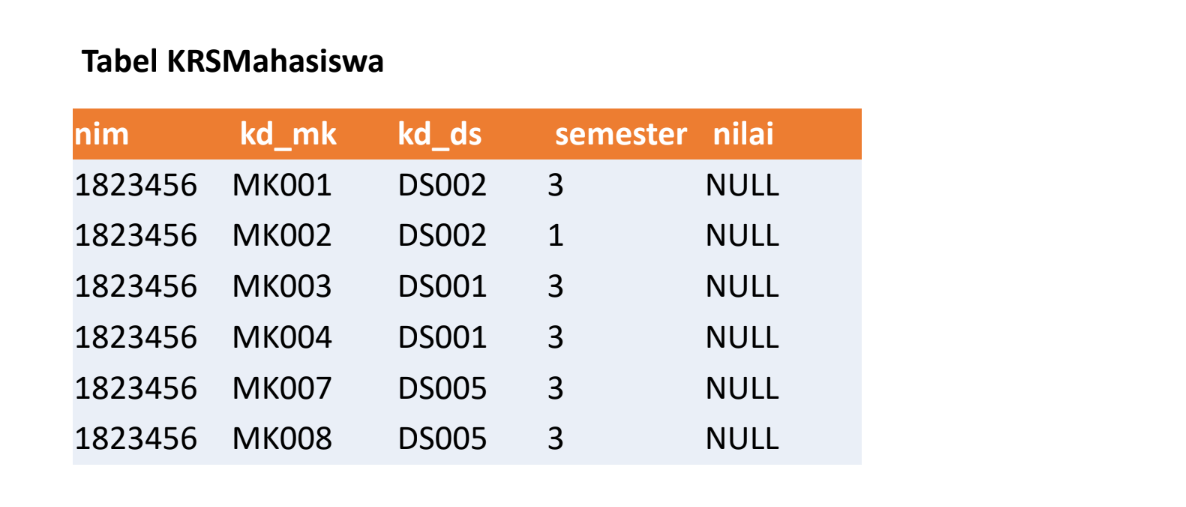 Tabel KRSMahasiswa
nim kd_mk kd_ds semester nilai
1823456 MK001 DS002 3 NULL
1823456 MK002 DS002 1 NULL
1823456 MK003 DS001 3 NULL
1823456 MK004 DS001 3 NULL
1823456 MK007 DS005 3 NULL
1823456 MK008 DS005 3 NULL